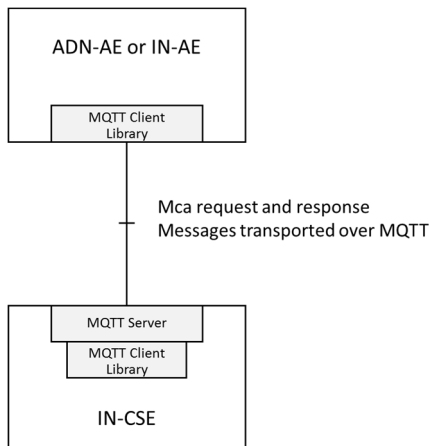 ADN-AE or IN-AE
MQTT Client
Library
Mca request and response
Messages transported over MQTT
MQTT Server
MQTT Client
Library
IN-CSE